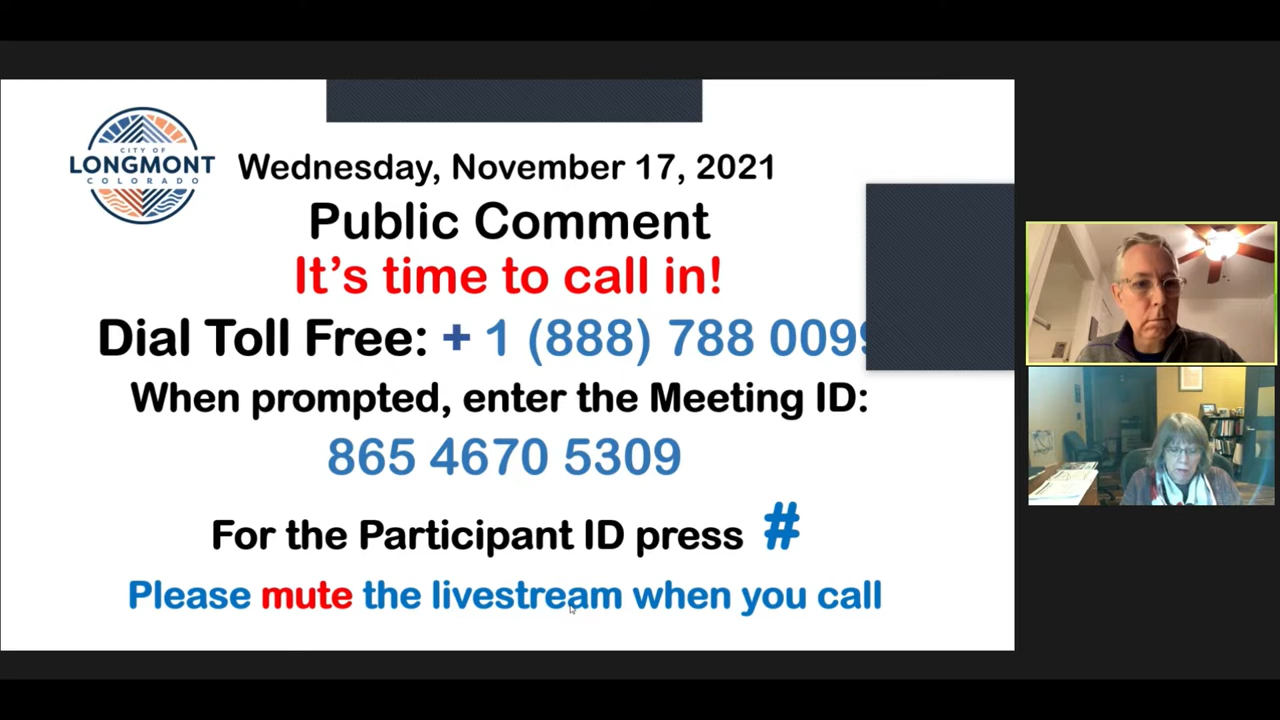 CITY OF
LONGMONT
COLORADO
Wednesday, November 17, 2021
Public Comment
It's time to call in!
Dial Toll Free: + 1 (888) 788 0099
When prompted, enter the Meeting ID:
865 4670 5309
For the Participant ID press #
Please mute the livestream when you call